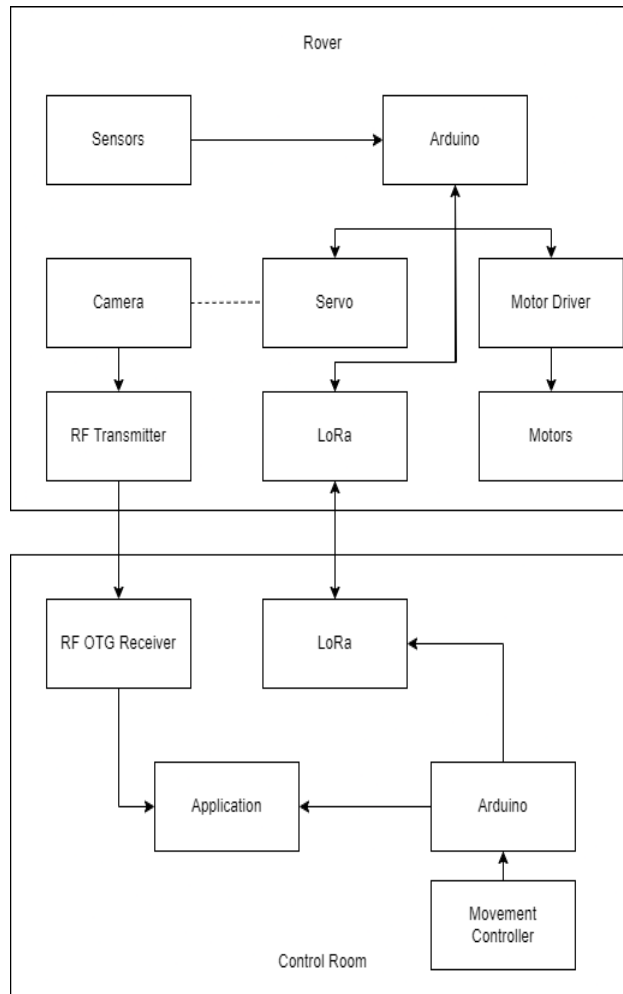 Rover
Sensors
Arduino
Camera
Servo
Motor Driver
RF Transmitter
LoRa
Motors
RF OTG Receiver
LoRa
Application
Arduino
Movement
Controller
Control Room